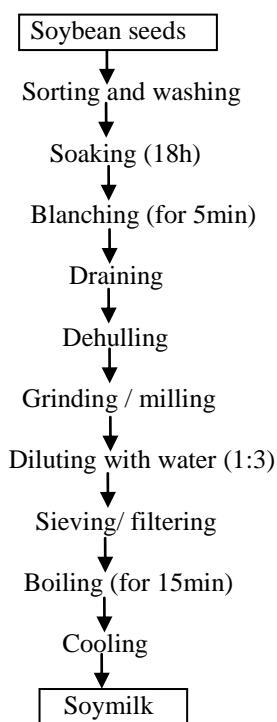 Soybean seeds
Sorting and washing
Soaking (18h)
Blanching (for 5min)
Draining
Dehulling
Grinding / milling
Diluting with water (1:3)
Sieving/ filtering
Boiling (for 15min)
Cooling
Soymilk